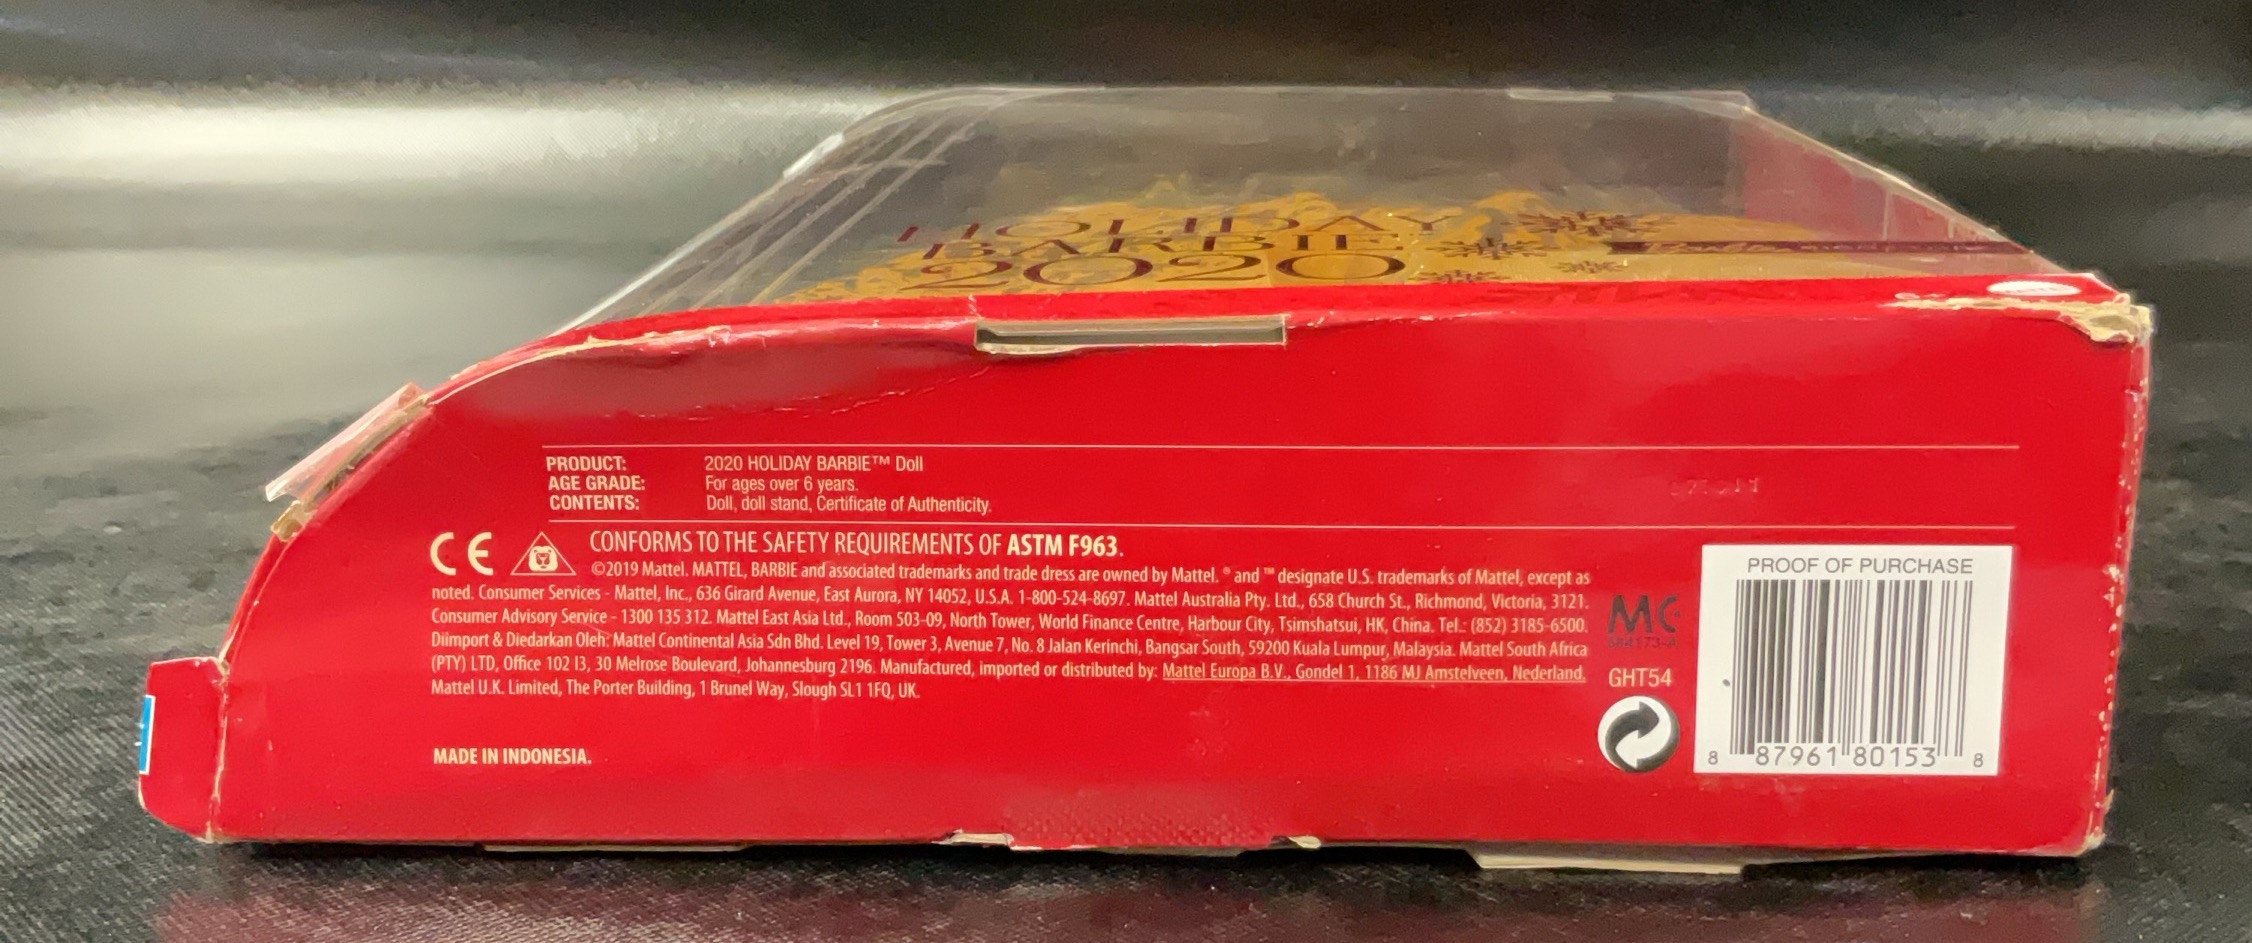 HOLIDAY
BARBIE
2020
PRODUCT: 2020 HOLIDAY BARBIE™ Doll
AGE GRADE: For ages over 6 years.
CONTENTS: Doll, doll stand, Certificate of Authenticity.
CE CONFORMS TO THE SAFETY REQUIREMENTS OF ASTM F963.
©2019 Mattel. MATTEL, BARBIE and associated trademarks and trade dress are owned by Mattel. ® and ™ designate U.S. trademarks of Mattel, except as
noted. Consumer Services - Mattel, Inc., 636 Girard Avenue, East Aurora, NY 14052, U.S.A. 1-800-524-8697. Mattel Australia Pty. Ltd., 658 Church St., Richmond, Victoria, 3121.
Consumer Advisory Service - 1300 135 312. Mattel East Asia Ltd., Room 503-09, North Tower, World Finance Centre, Harbour City, Tsimshatsui, HK, China. Tel.: (852) 3185-6500.
Diimport & Diedarkan Oleh: Mattel Continental Asia Sdn Bhd. Level 19, Tower 3, Avenue 7, No. 8 Jalan Kerinchi, Bangsar South, 59200 Kuala Lumpur, Malaysia. Mattel South Africa
(PTY) LTD, Office 102 I3, 30 Melrose Boulevard, Johannesburg 2196. Manufactured, imported or distributed by: Mattel Europa B.V., Gondel 1, 1186 MJ Amstelveen, Nederland.
Mattel U.K. Limited, The Porter Building, 1 Brunel Way, Slough SL1 1FQ, UK.
MADE IN INDONESIA.
MC
GHT54
PROOF OF PURCHASE
8 87961 80153 8